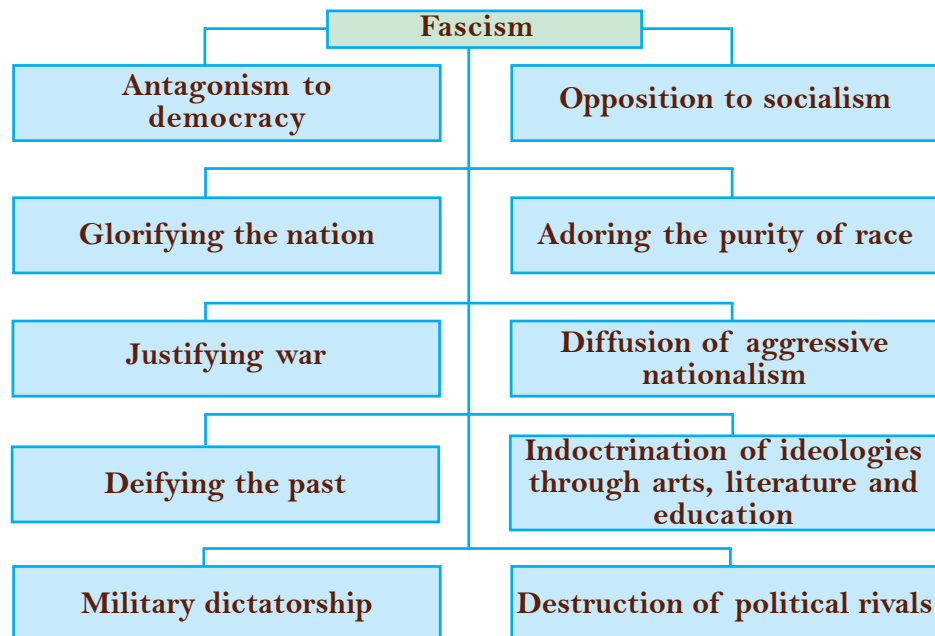 Fascism
Antagonism to
democracy
Opposition to socialism
Glorifying the nation
Adoring the purity of race
Justifying war
Diffusion of aggressive
nationalism
Deifying the past
Indoctrination of ideologies
through arts, literature and
education
Military dictatorship
Destruction of political rivals